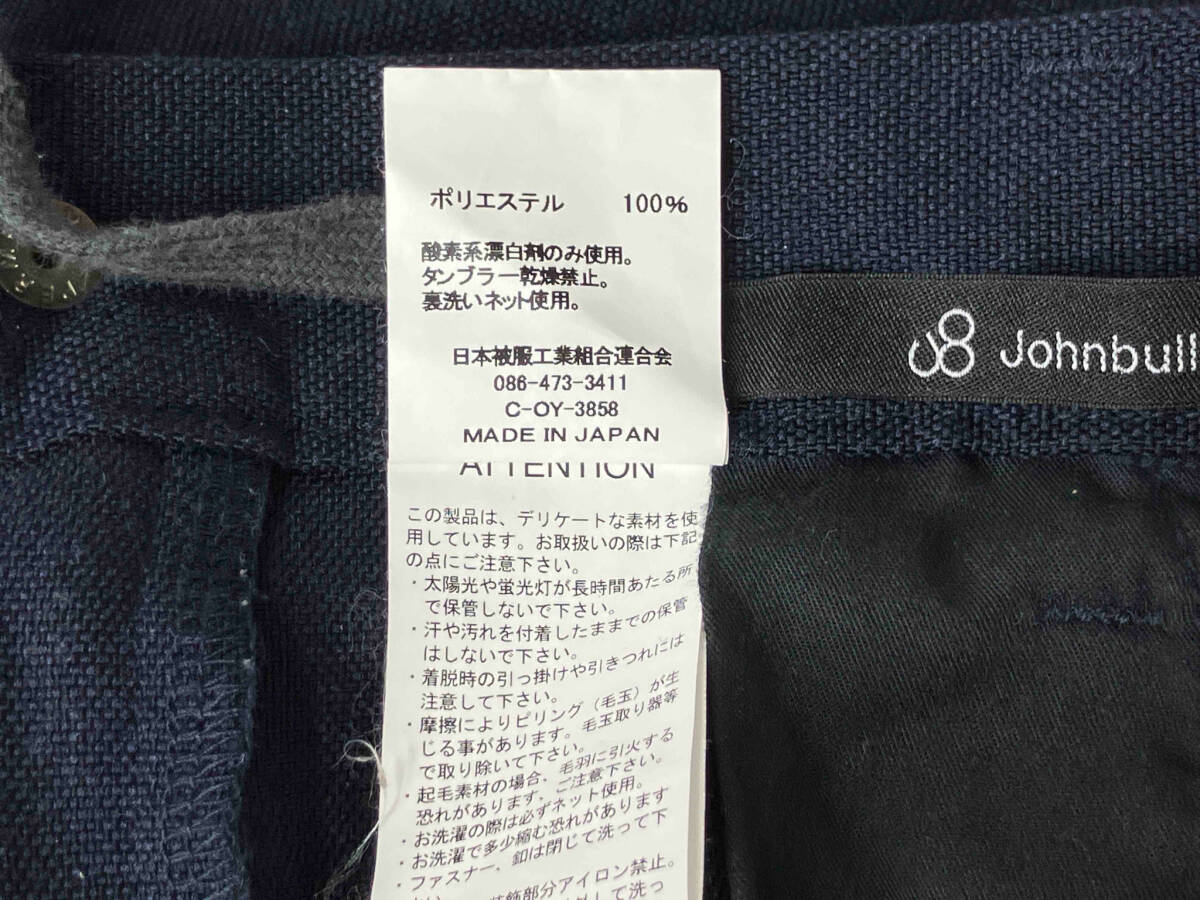 ポリエステル 100%
酸素系漂白剤のみ使用。
タンブラー乾燥禁止。
裏洗いネット使用。
日本被服工業組合連合会
086-473-3411
C-OY-3858
MADE IN JAPAN
ATTENTION
この製品は、デリケートな素材を使
用しています。お取扱いの際は下記
の点にご注意下さい。
・太陽光や蛍光灯が長時間あたる所
で保管しないで下さい。
・汗や汚れを付着したままでの保管
はしないで下さい。
・着脱時の引っ掛けや引きつれには
注意して下さい。
・摩擦によりピリング（毛玉）が生
じる事があります。毛玉取り器等
で取り除いて下さい。
・起毛素材の場合、毛羽に引火する
恐れがあります、ご注意下さい。
・お洗濯の際は必ずネット使用。
・お洗濯で多少縮む恐れがあります
・ファスナー、釦は閉じて洗って下
装飾部分アイロン禁止。
して洗っ
Johnbull